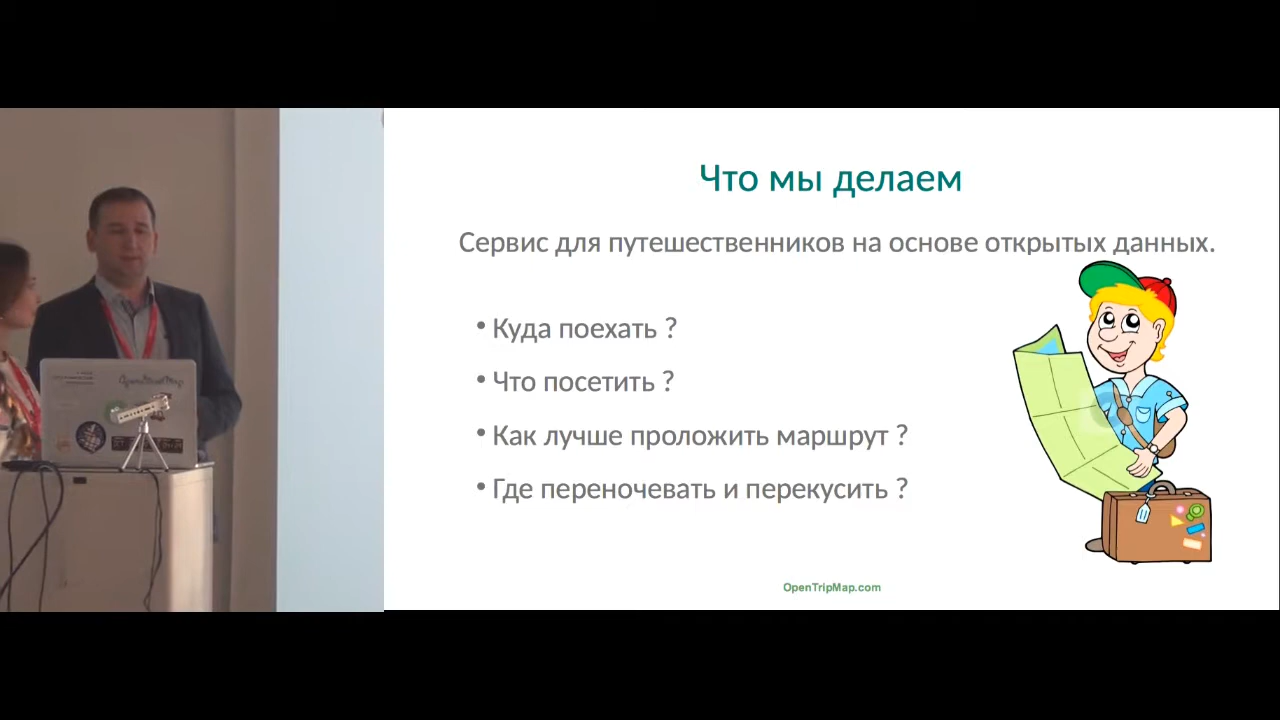 Что мы делаем
Сервис для путешественников на основе открытых данных.
• Куда поехать ?
• Что посетить ?
• Как лучше проложить маршрут ?
• Где переночевать и перекусить ?
OpenTripMap.com
OpenStreetMap